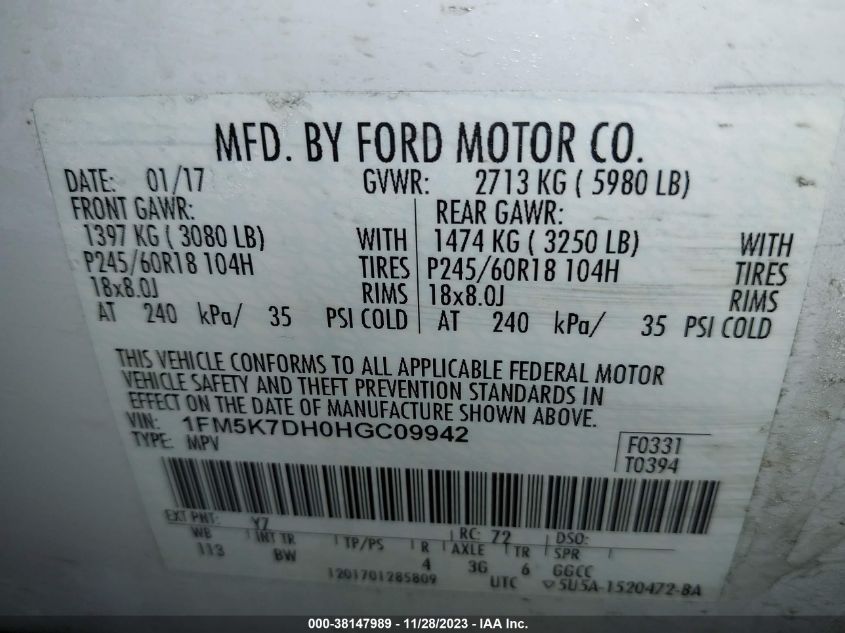 MFD. BY FORD MOTOR CO.
DATE: 01/17 GVWR: 2713 KG ( 5980 LB)
FRONT GAWR: REAR GAWR:
1397 KG ( 3080 LB) WITH 1474 KG ( 3250 LB) WITH
P245/60R18 104H TIRES P245/60R18 104H TIRES
18x8.0J RIMS 18x8.0J RIMS
AT 240 kPa/ 35 PSI COLD AT 240 kPa/ 35 PSI COLD
THIS VEHICLE CONFORMS TO ALL APPLICABLE FEDERAL MOTOR
VEHICLE SAFETY AND THEFT PREVENTION STANDARDS IN
EFFECT ON THE DATE OF MANUFACTURE SHOWN ABOVE.
VIN: 1FM5K7DH0HGC09942
TYPE: MPV
F0331
T0394
EXT PNT: YZ RC: 72 DSO:
WB INT TR TP/PS R AXLE TR SPR
113 BW 4 3G 6 GGCC
1201701285809 UTC 5U5A-1520472-BA
000-38147989 | 11/28/2023 - IAA Inc.